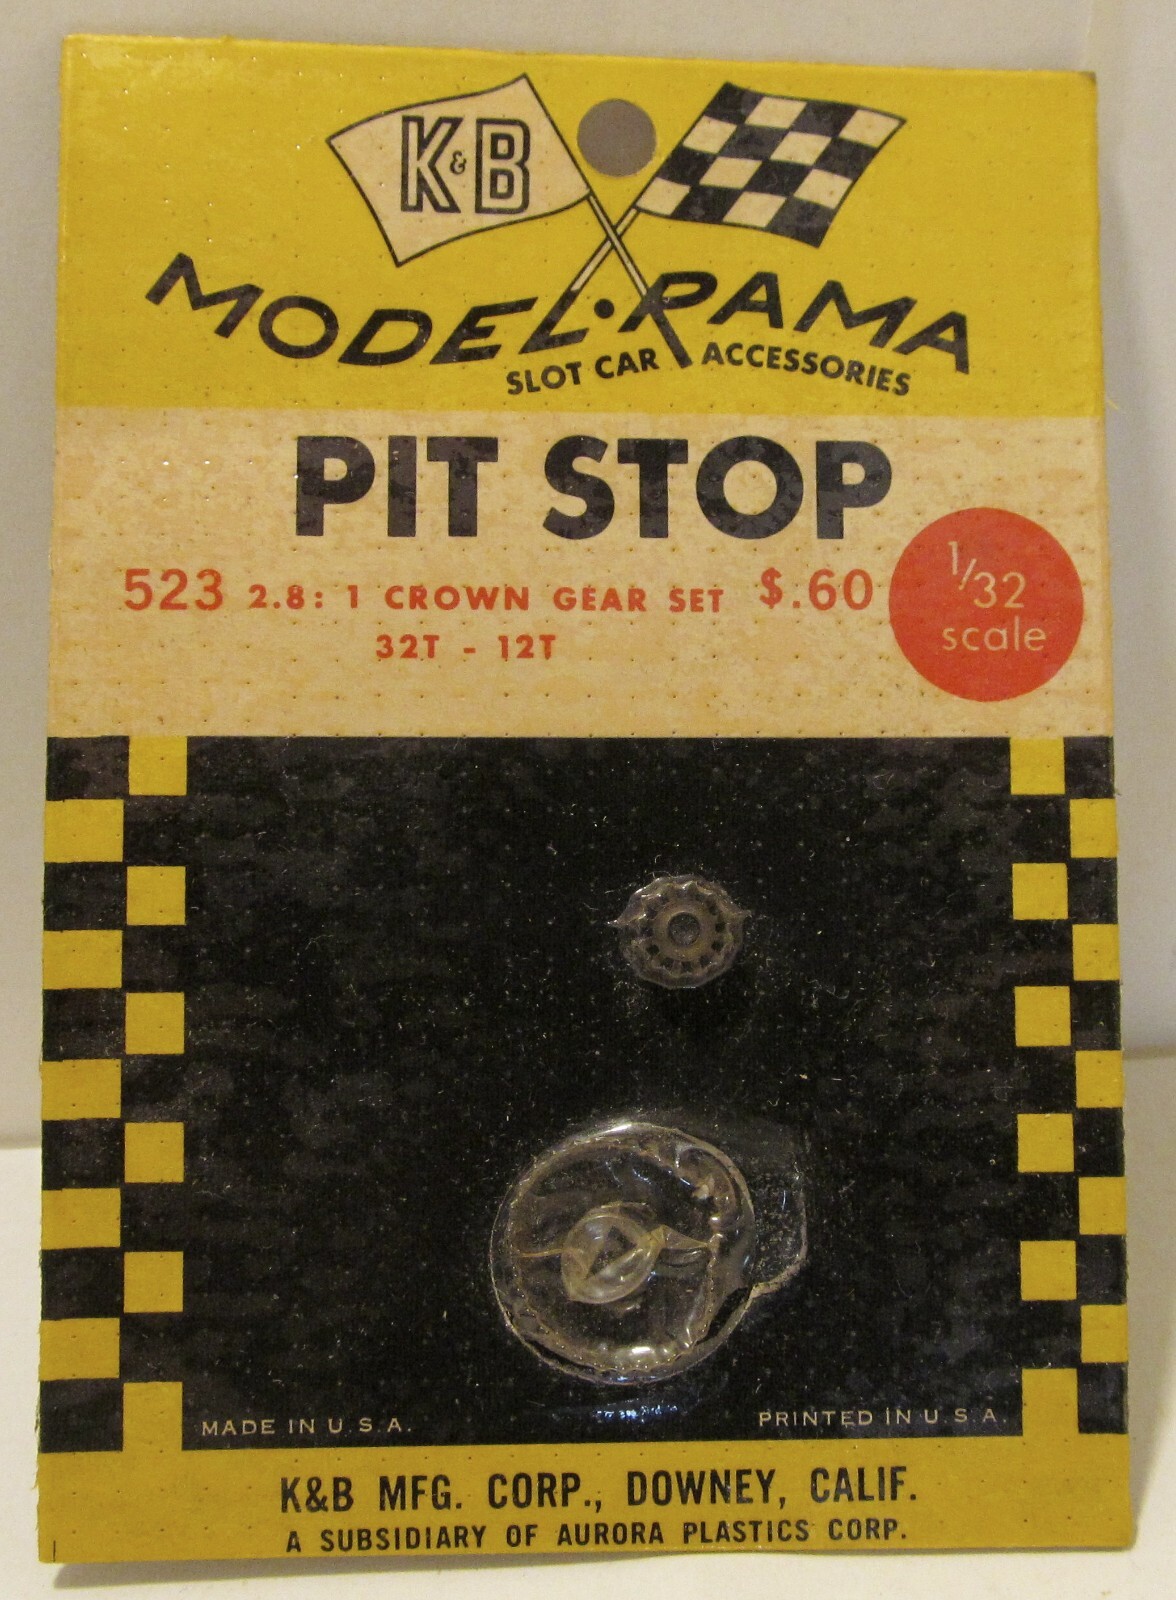 K&B
MODEL·RAMA
SLOT CAR ACCESSORIES
PIT STOP
523 2.8:1 CROWN GEAR SET $.60
32T - 12T
1/32
scale
MADE IN U.S.A.
PRINTED IN U.S.A.
K&B MFG. CORP., DOWNEY, CALIF.
A SUBSIDIARY OF AURORA PLASTICS CORP.